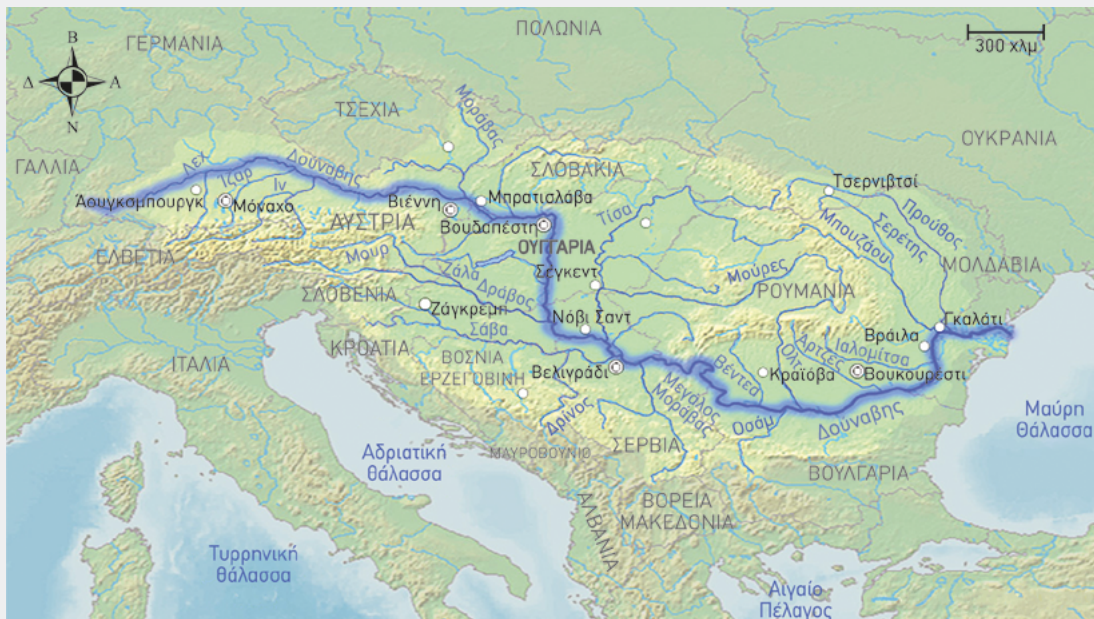 ΠΟΛΩΝΙΑ
300 χλμ
ΓΕΡΜΑΝΙΑ
Β
Δ
Α
Ν
ΤΣΕΧΙΑ
Μοράβας
ΟΥΚΡΑΝΙΑ
ΓΑΛΛΙΑ
Λεχ
Ίζαρ
Ιν
Δούναβης
ΣΛΟΒΑΚΙΑ
Τσερνιβτσί
Άουγκσμπουργκ
Μόναχο
Βιέννη
Μπρατισλάβα
Τίσα
Προύθος
Σερέτης
Μπουζάου
ΑΥΣΤΡΙΑ
Βουδαπέστη
ΟΥΓΓΑΡΙΑ
ΕΛΒΕΤΙΑ
Μουρ
Ζάλα
Δράβος
Σέγκεντ
Μούρες
ΜΟΛΔΑΒΙΑ
ΣΛΟΒΕΝΙΑ
Ζάγκρεμπ
ΡΟΥΜΑΝΙΑ
Σάβα
Νόβι Σαντ
Γκαλάτι
Βράιλα
ΙΤΑΛΙΑ
ΚΡΟΑΤΙΑ
ΒΟΣΝΙΑ
ΕΡΖΕΓΟΒΙΝΗ
Βελιγράδι
Βέντεα
Κραϊόβα
Ολτ
Αρτζες
Ιαλομίτσα
Βουκουρέστι
Μεγάλος
Μοράβας
Δρίνος
Οσάμ
Δούναβης
Μαύρη
θάλασσα
Αδριατική
θάλασσα
ΜΑΥΡΟΒΟΥΝΙΟ
ΣΕΡΒΙΑ
ΒΟΥΛΓΑΡΙΑ
ΑΛΒΑΝΙΑ
ΒΟΡΕΙΑ
ΜΑΚΕΔΟΝΙΑ
Τυρρηνική
θάλασσα
Αιγαίο
Πέλαγος